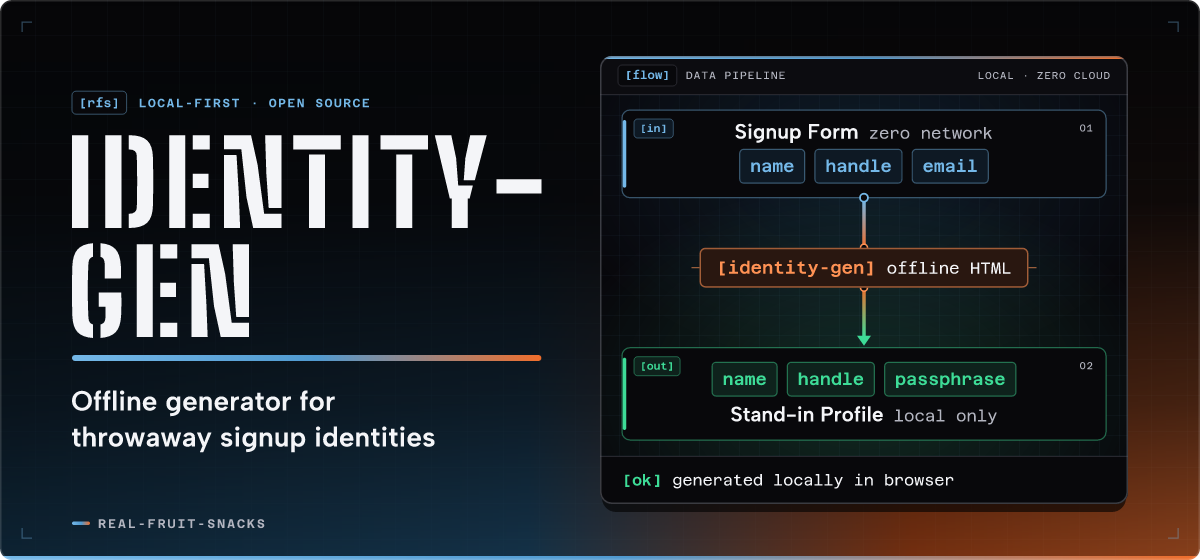 [rfs] LOCAL-FIRST · OPEN SOURCE
IDENTITY-
GEN
Offline generator for
throwaway signup identities
REAL-FRUIT-SNACKS
[flow] DATA PIPELINE LOCAL · ZERO CLOUD
[in] Signup Form zero network 01
name handle email
[identity-gen] offline HTML
[out] name handle passphrase 02
Stand-in Profile local only
[ok] generated locally in browser